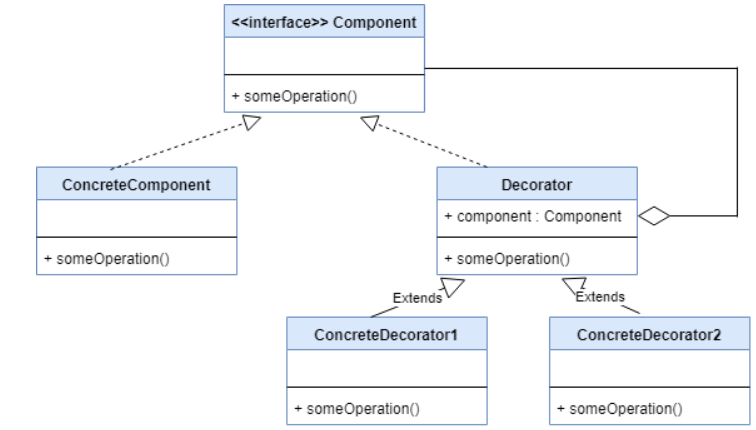 <<interface>> Component
+ someOperation()
ConcreteComponent
+ someOperation()
Decorator
+ component : Component
+ someOperation()
Extends
Extends
ConcreteDecorator1
+ someOperation()
ConcreteDecorator2
+ someOperation()